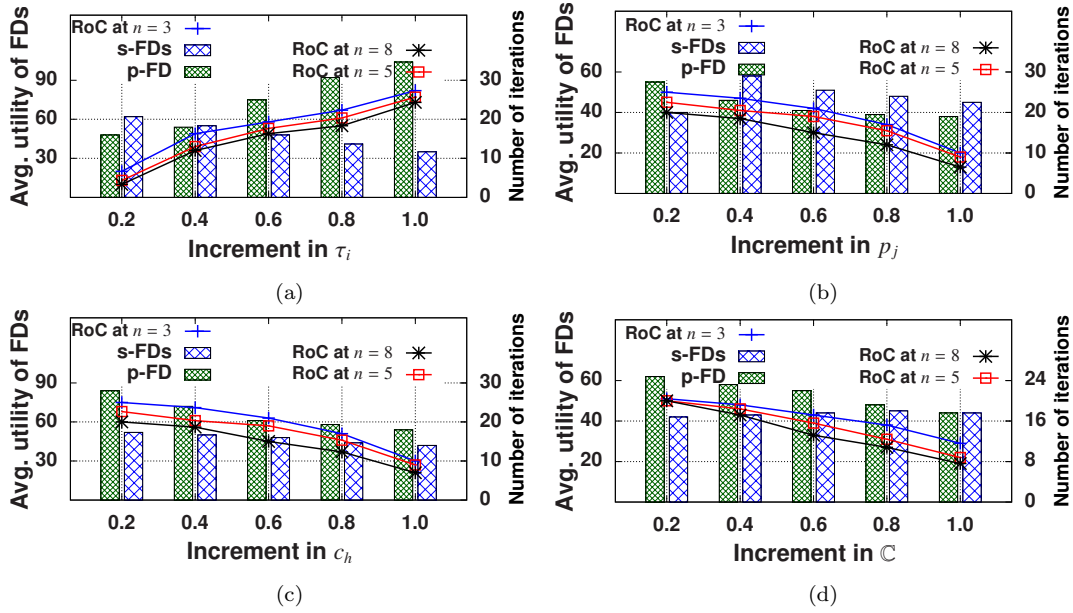 RoC at n = 3
s-FDs
p-FD
RoC at n = 8
RoC at n = 5
Avg. utility of FDs
90
60
30
Number of iterations
30
20
10
0
0.2 0.4 0.6 0.8 1.0
Increment in τi
(a)
RoC at n = 3
s-FDs
p-FD
RoC at n = 8
RoC at n = 5
Avg. utility of FDs
60
40
20
Number of iterations
30
20
10
0
0.2 0.4 0.6 0.8 1.0
Increment in pj
(b)
RoC at n = 3
s-FDs
p-FD
RoC at n = 8
RoC at n = 5
Avg. utility of FDs
90
60
30
Number of iterations
30
20
10
0
0.2 0.4 0.6 0.8 1.0
Increment in ch
(c)
RoC at n = 3
s-FDs
p-FD
RoC at n = 8
RoC at n = 5
Avg. utility of FDs
60
40
20
Number of iterations
24
16
8
0
0.2 0.4 0.6 0.8 1.0
Increment in ℂ
(d)